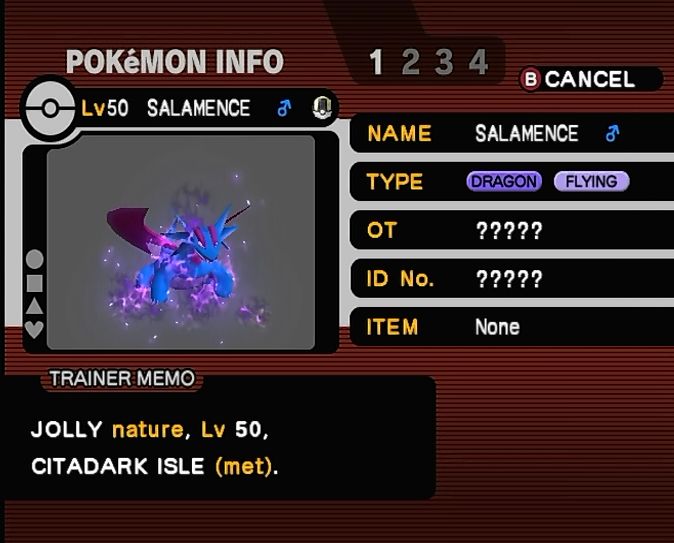 POKéMON INFO
1 2 3 4
B CANCEL
Lv50 SALAMENCE ♂
NAME SALAMENCE ♂
TYPE DRAGON FLYING
OT ?????
ID No. ?????
ITEM None
TRAINER MEMO
JOLLY nature, Lv 50,
CITADARK ISLE (met).